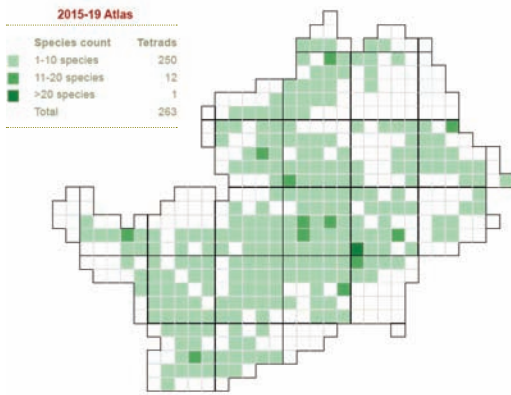 2015-19 Atlas
Species count Tetrads
1-10 species 250
11-20 species 12
>20 species 1
Total 263